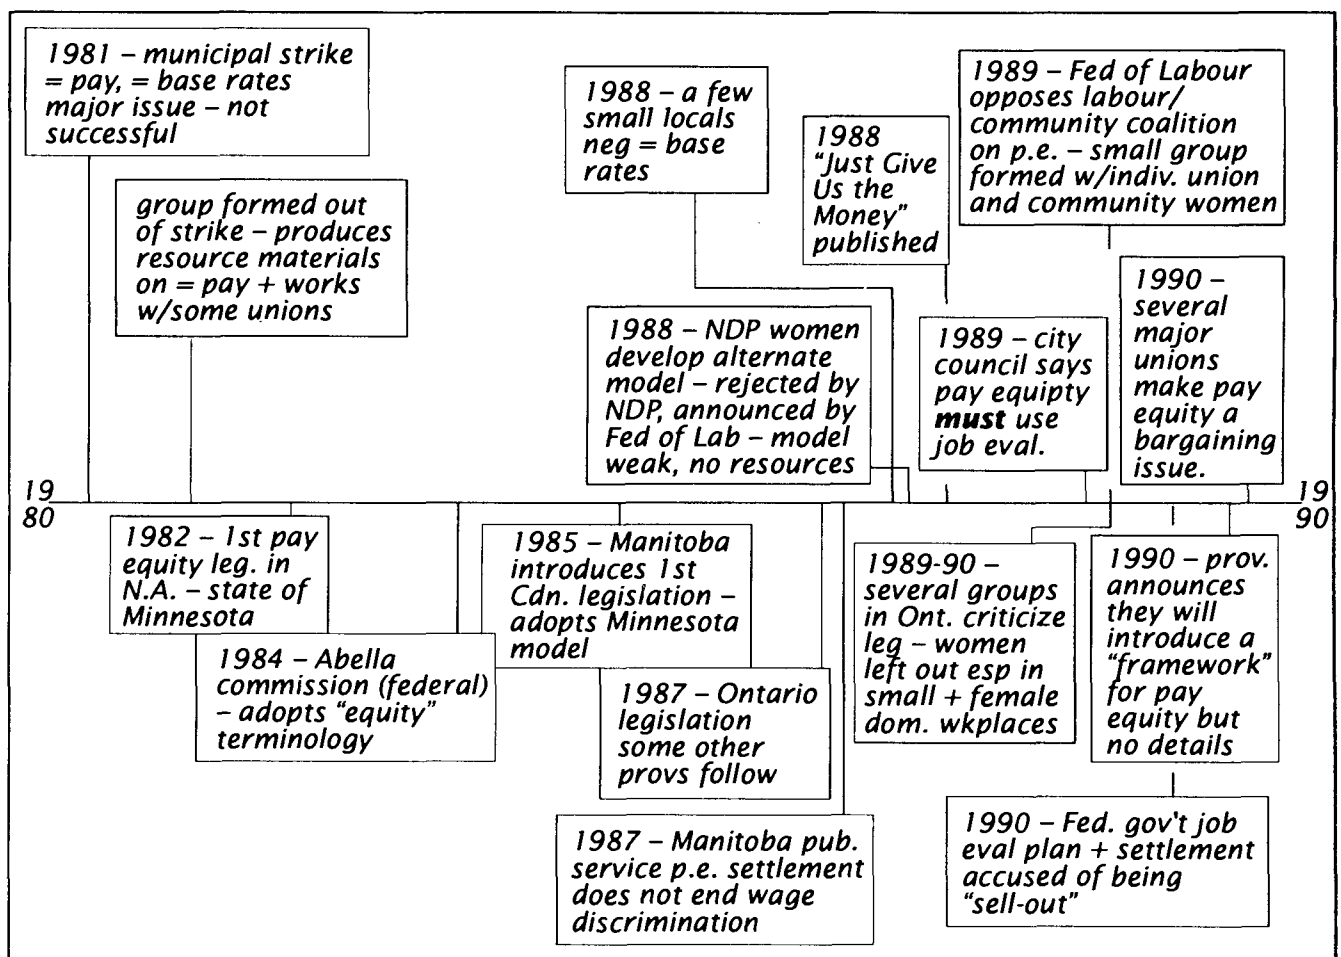 1981 – municipal strike
= pay, = base rates
major issue – not
successful
group formed out
of strike – produces
resource materials
on = pay + works
w/some unions
1988 – a few
small locals
neg = base
rates
1988
"Just Give
Us the
Money"
published
1989 – Fed of Labour
opposes labour/
community coalition
on p.e. – small group
formed w/indiv. union
and community women
1988 – NDP women
develop alternate
model – rejected by
NDP, announced by
Fed of Lab – model
weak, no resources
1989 – city
council says
pay equipty
must use
job eval.
1990 –
several
major
unions
make pay
equity a
bargaining
issue.
19
80
19
90
1982 – 1st pay
equity leg. in
N.A. – state of
Minnesota
1984 – Abella
commission (federal)
– adopts "equity"
terminology
1985 – Manitoba
introduces 1st
Cdn. legislation –
adopts Minnesota
model
1987 – Ontario
legislation
some other
provs follow
1987 – Manitoba pub.
service p.e. settlement
does not end wage
discrimination
1989-90 –
several groups
in Ont. criticize
leg – women
left out esp in
small + female
dom. wkplaces
1990 – prov.
announces
they will
introduce a
"framework"
for pay
equity but
no details
1990 – Fed. gov't job
eval plan + settlement
accused of being
"sell-out"